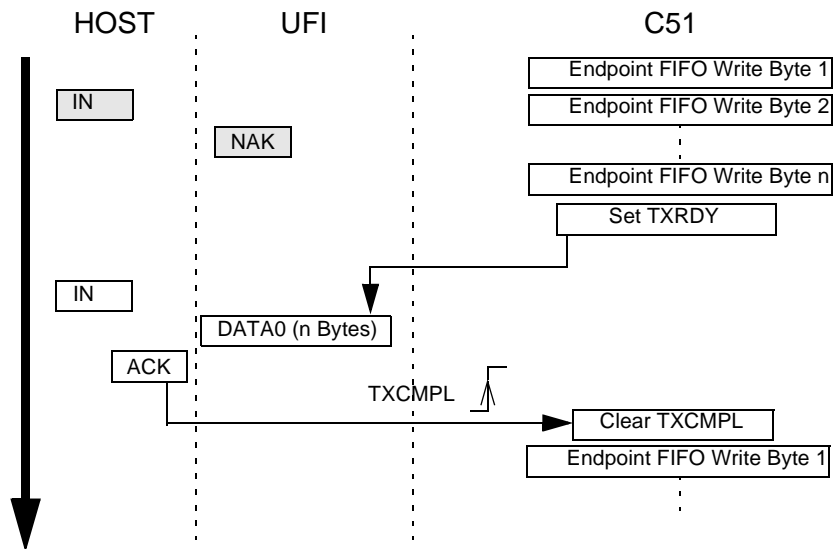 HOST UFI C51
Endpoint FIFO Write Byte 1
IN Endpoint FIFO Write Byte 2
NAK
Endpoint FIFO Write Byte n
Set TXRDY
IN
DATA0 (n Bytes)
ACK
TXCMPL
Clear TXCMPL
Endpoint FIFO Write Byte 1